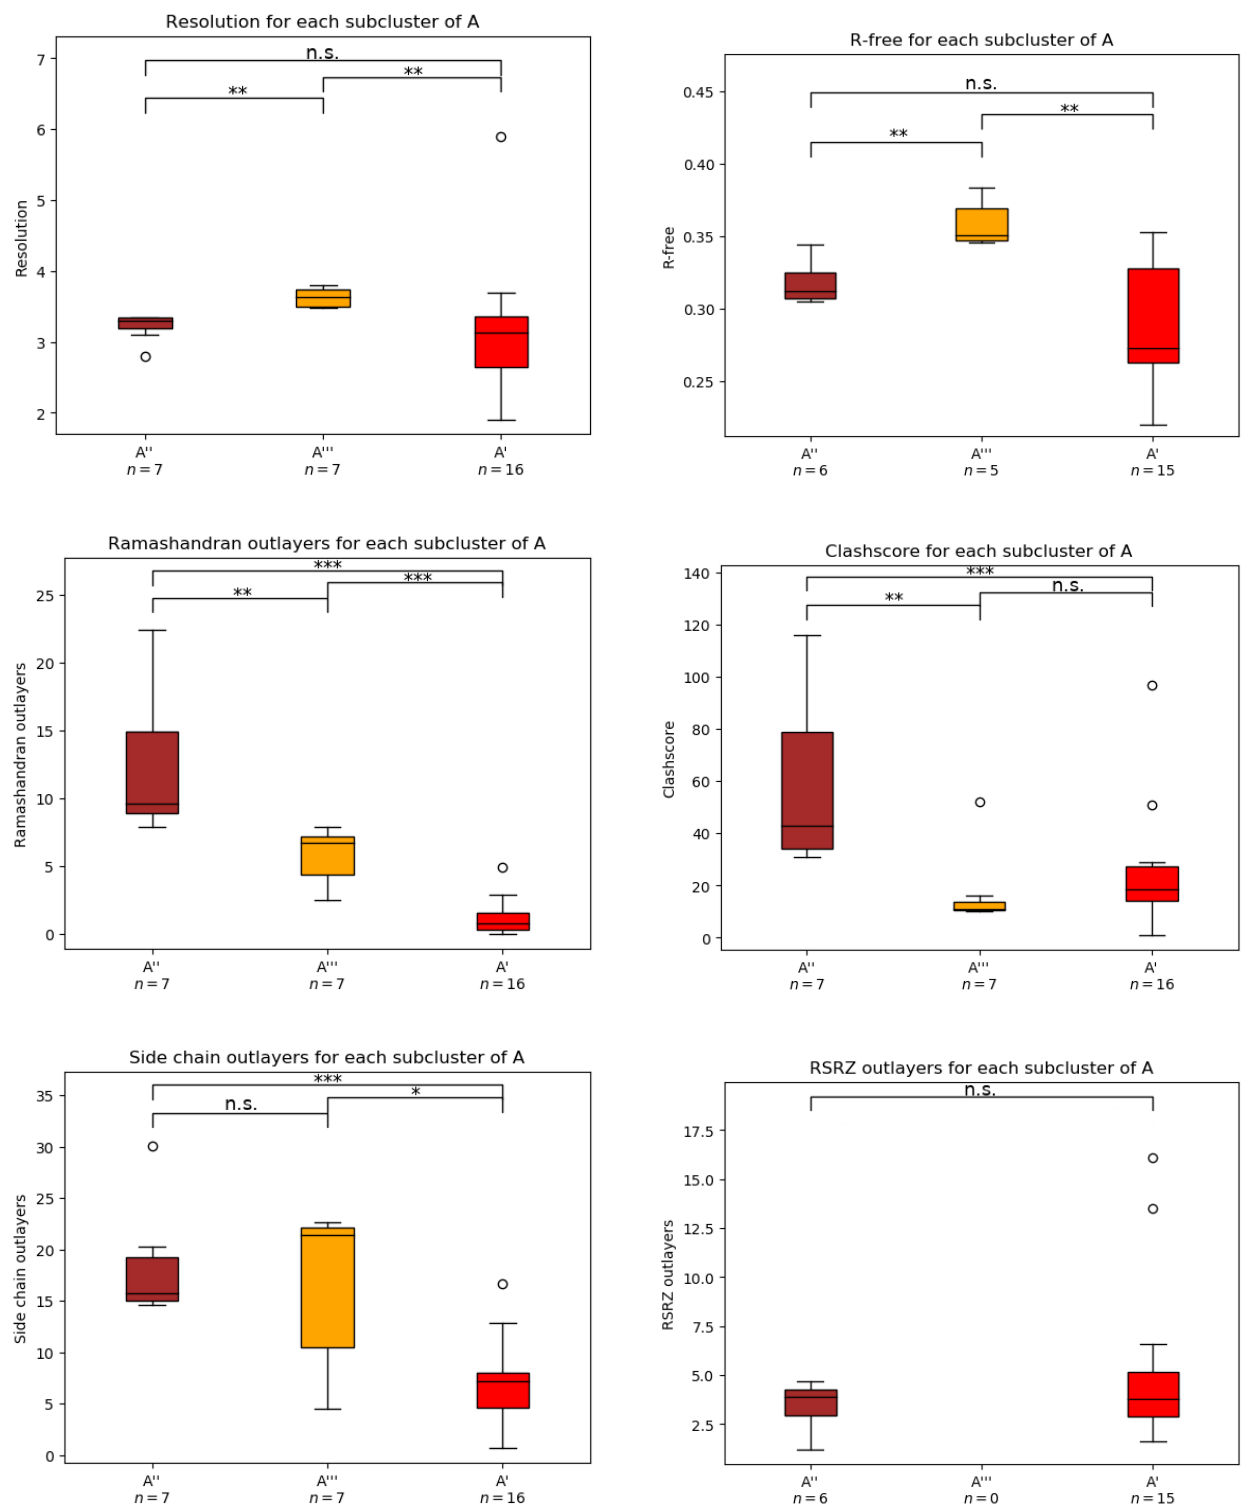 Resolution for each subcluster of A
n.s.
**
**
7
6
5
4
3
2
Resolution
A''
n = 7
A'''
n = 7
A'
n = 16
R-free for each subcluster of A
n.s.
**
**
0.45
0.40
0.35
0.30
0.25
R-free
A''
n = 6
A'''
n = 5
A'
n = 15
Ramashandran outlayers for each subcluster of A
***
***
**
25
20
15
10
5
0
Ramashandran outlayers
A''
n = 7
A'''
n = 7
A'
n = 16
Clashscore for each subcluster of A
***
n.s.
**
140
120
100
80
60
40
20
0
Clashscore
A''
n = 7
A'''
n = 7
A'
n = 16
Side chain outlayers for each subcluster of A
***
*
n.s.
35
30
25
20
15
10
5
0
Side chain outlayers
A''
n = 7
A'''
n = 7
A'
n = 16
RSRZ outlayers for each subcluster of A
n.s.
17.5
15.0
12.5
10.0
7.5
5.0
2.5
RSRZ outlayers
A''
n = 6
A'''
n = 0
A'
n = 15